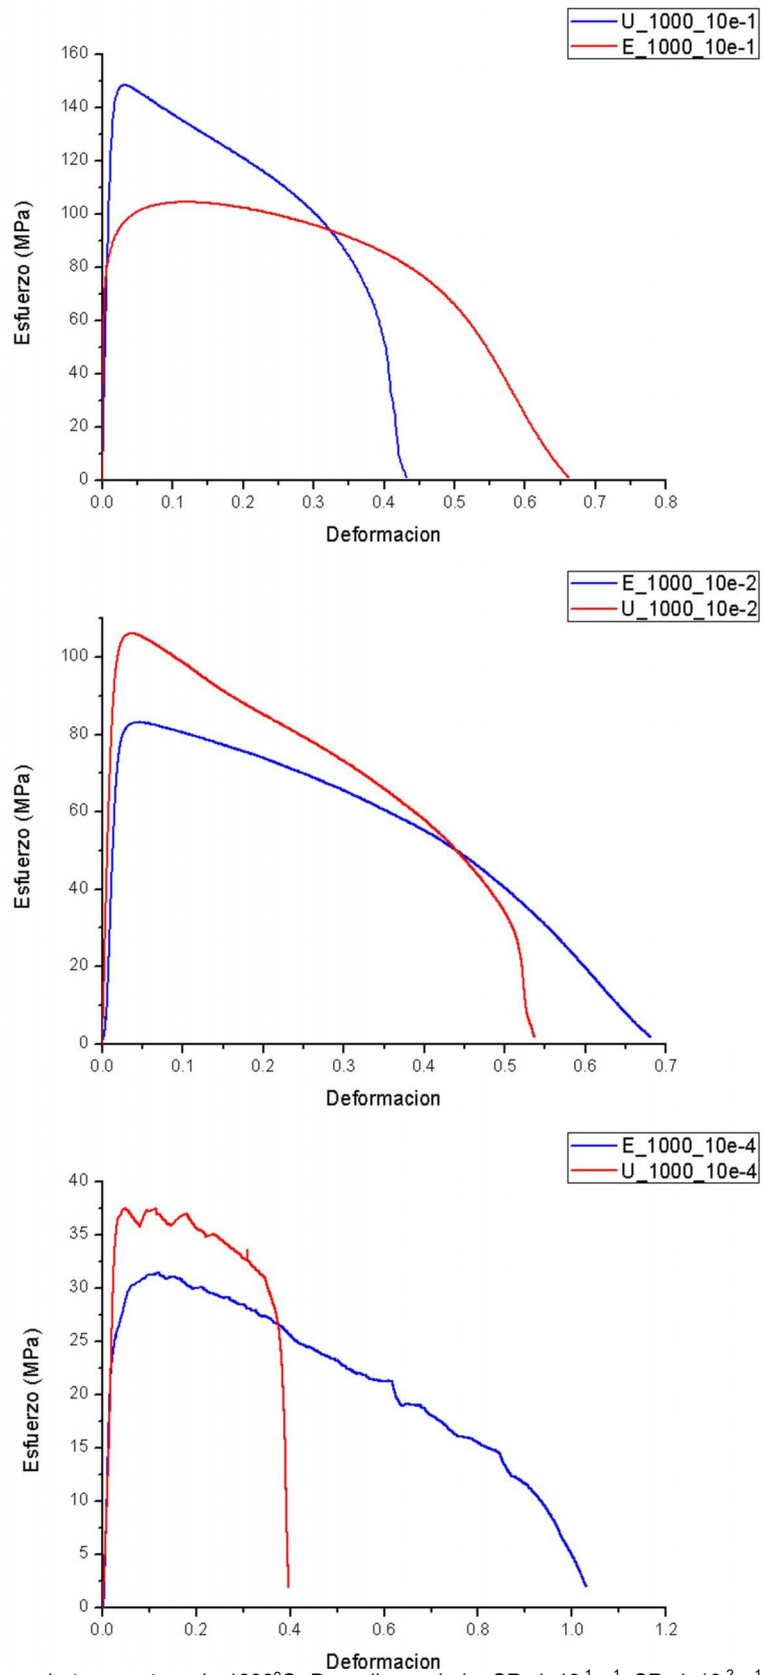 U_1000_10e-1
E_1000_10e-1
160
140
120
100
80
60
40
20
0
Esfuerzo (MPa)
0.0 0.1 0.2 0.3 0.4 0.5 0.6 0.7 0.8
Deformacion
E_1000_10e-2
U_1000_10e-2
100
80
60
40
20
0
Esfuerzo (MPa)
0.0 0.1 0.2 0.3 0.4 0.5 0.6 0.7
Deformacion
E_1000_10e-4
U_1000_10e-4
40
35
30
25
20
15
10
5
0
Esfuerzo (MPa)
0.0 0.2 0.4 0.6 0.8 1.0 1.2
Deformacion